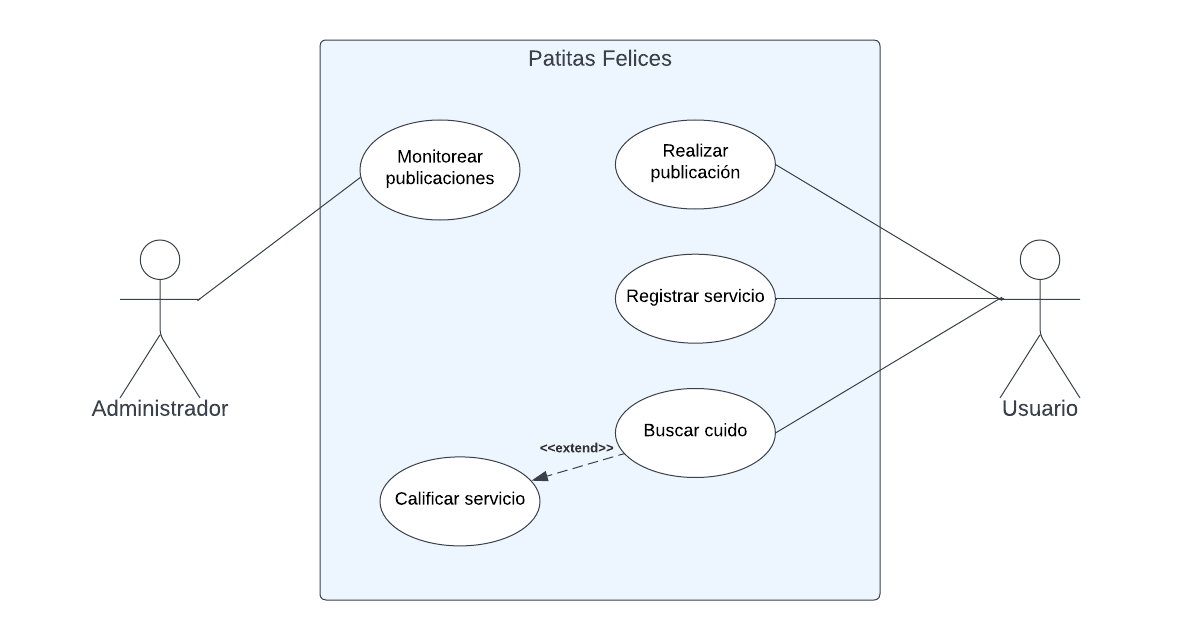 Patitas Felices
Monitorear
publicaciones
Realizar
publicación
Registrar servicio
Administrador
Usuario
Buscar cuido
<<extend>>
Calificar servicio